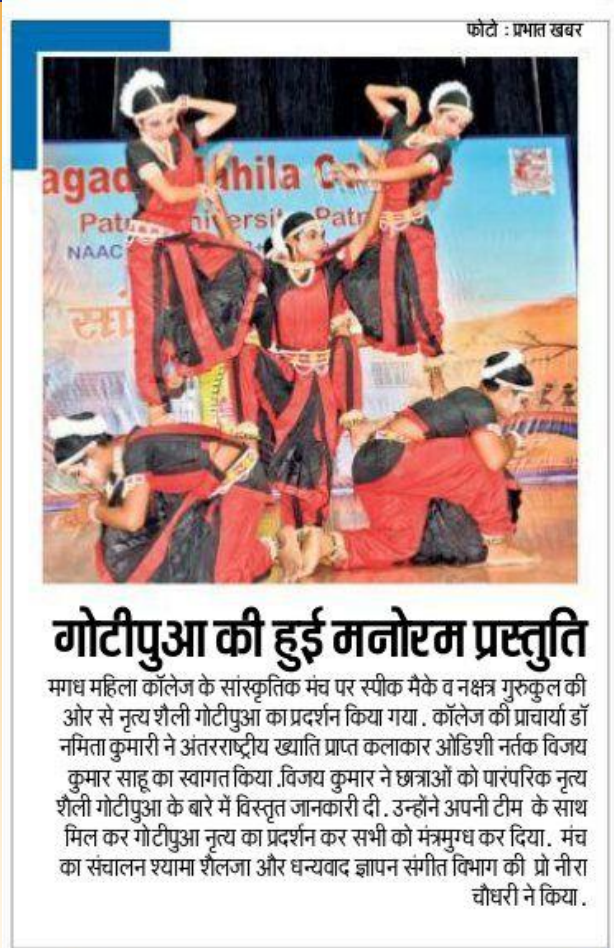 फोटो : प्रभात खबर
agad hila Co
Pat niversit Patn
NAAC
सां
गोटीपुआ की हुई मनोरम प्रस्तुति
मगध महिला कॉलेज के सांस्कृतिक मंच पर स्पीक मैके व नक्षत्र गुरुकुल की
ओर से नृत्य शैली गोटीपुआ का प्रदर्शन किया गया . कॉलेज की प्राचार्या डॉ
नमिता कुमारी ने अंतरराष्ट्रीय ख्याति प्राप्त कलाकार ओडिशी नर्तक विजय
कुमार साहू का स्वागत किया .विजय कुमार ने छात्राओं को पारंपरिक नृत्य
शैली गोटीपुआ के बारे में विस्तृत जानकारी दी . उन्होंने अपनी टीम के साथ
मिल कर गोटीपुआ नृत्य का प्रदर्शन कर सभी को मंत्रमुग्ध कर दिया . मंच
का संचालन श्यामा शैलजा और धन्यवाद ज्ञापन संगीत विभाग की प्रो नीरा
चौधरी ने किया .